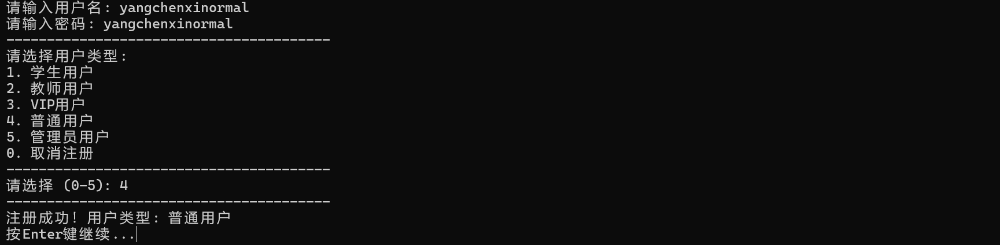 请输入用户名: yangchenxinormal
请输入密码: yangchenxinormal
----------------------------------------
请选择用户类型:
1. 学生用户
2. 教师用户
3. VIP用户
4. 普通用户
5. 管理员用户
0. 取消注册
----------------------------------------
请选择 (0-5): 4
----------------------------------------
注册成功! 用户类型: 普通用户
按Enter键继续...